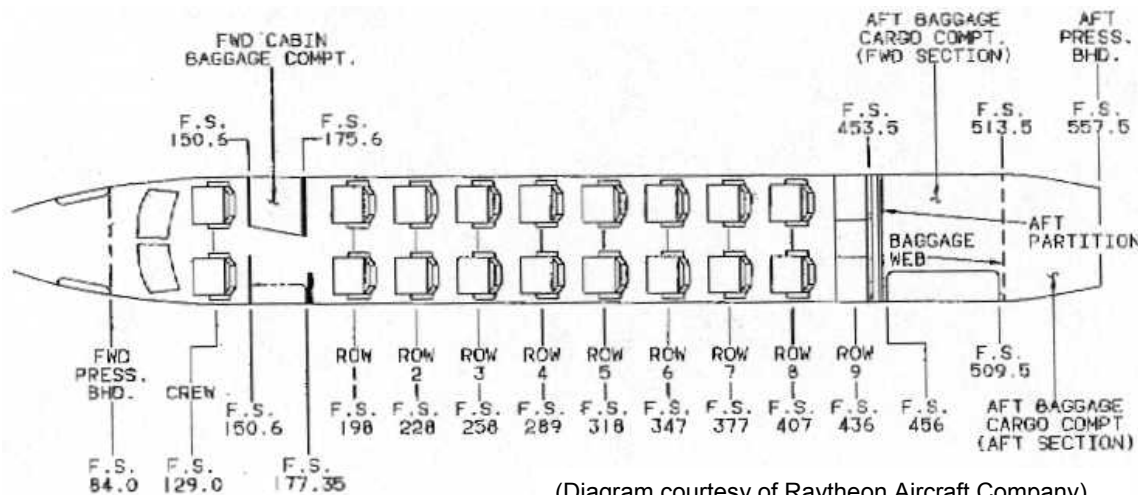 FWD CABIN
BAGGAGE COMPT.
AFT BAGGAGE
CARGO COMPT.
(FWD SECTION)
AFT
PRESS.
BHD.
F.S.
150.6
F.S.
175.6
F.S.
453.5
F.S.
513.5
F.S.
557.5
BAGGAGE
WEB
AFT
PARTITION
FWD
PRESS.
BHD.
CREW
ROW
ROW
2
ROW
3
ROW
4
ROW
5
ROW
6
ROW
7
ROW
8
ROW
9
F.S.
509.5
F.S.
84.0
F.S.
129.0
F.S.
150.6
F.S.
177.35
F.S.
198
F.S.
228
F.S.
258
F.S.
289
F.S.
318
F.S.
347
F.S.
377
F.S.
407
F.S.
436
F.S.
456
AFT BAGGAGE
CARGO COMPT
(AFT SECTION)
(Diagram courtesy of Raytheon Aircraft Company)